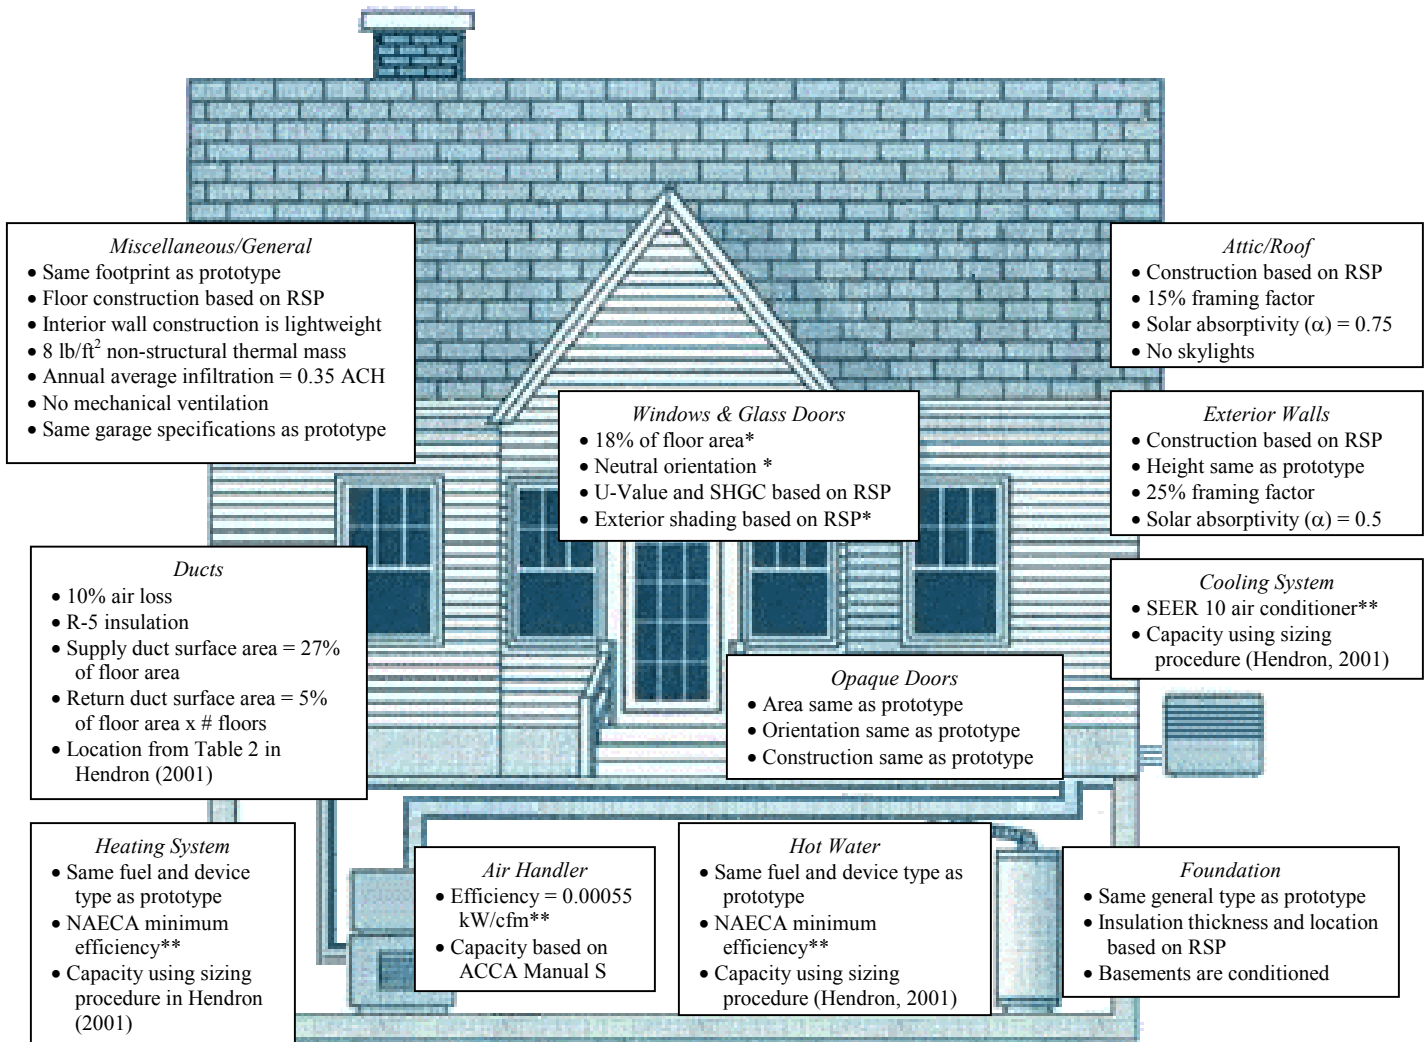 Miscellaneous/General
• Same footprint as prototype
• Floor construction based on RSP
• Interior wall construction is lightweight
• 8 lb/ft² non-structural thermal mass
• Annual average infiltration = 0.35 ACH
• No mechanical ventilation
• Same garage specifications as prototype
Attic/Roof
• Construction based on RSP
• 15% framing factor
• Solar absorptivity (α) = 0.75
• No skylights
Windows & Glass Doors
• 18% of floor area*
• Neutral orientation *
• U-Value and SHGC based on RSP
• Exterior shading based on RSP*
Exterior Walls
• Construction based on RSP
• Height same as prototype
• 25% framing factor
• Solar absorptivity (α) = 0.5
Ducts
• 10% air loss
• R-5 insulation
• Supply duct surface area = 27%
of floor area
• Return duct surface area = 5%
of floor area x # floors
• Location from Table 2 in
Hendron (2001)
Cooling System
• SEER 10 air conditioner**
• Capacity using sizing
procedure (Hendron, 2001)
Opaque Doors
• Area same as prototype
• Orientation same as prototype
• Construction same as prototype
Heating System
• Same fuel and device
type as prototype
• NAECA minimum
efficiency**
• Capacity using sizing
procedure in Hendron
(2001)
Air Handler
• Efficiency = 0.00055
kW/cfm**
• Capacity based on
ACCA Manual S
Hot Water
• Same fuel and device type as
prototype
• NAECA minimum
efficiency**
• Capacity using sizing
procedure (Hendron, 2001)
Foundation
• Same general type as prototype
• Insulation thickness and location
based on RSP
• Basements are conditioned